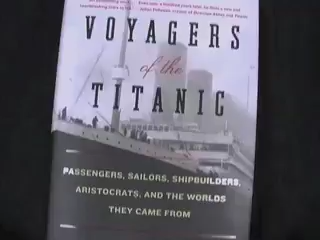 VOYAGERS
of the
TITANIC
PASSENGERS, SAILORS, SHIPBUILDERS,
ARISTOCRATS, AND THE WORLDS
THEY CAME FROM